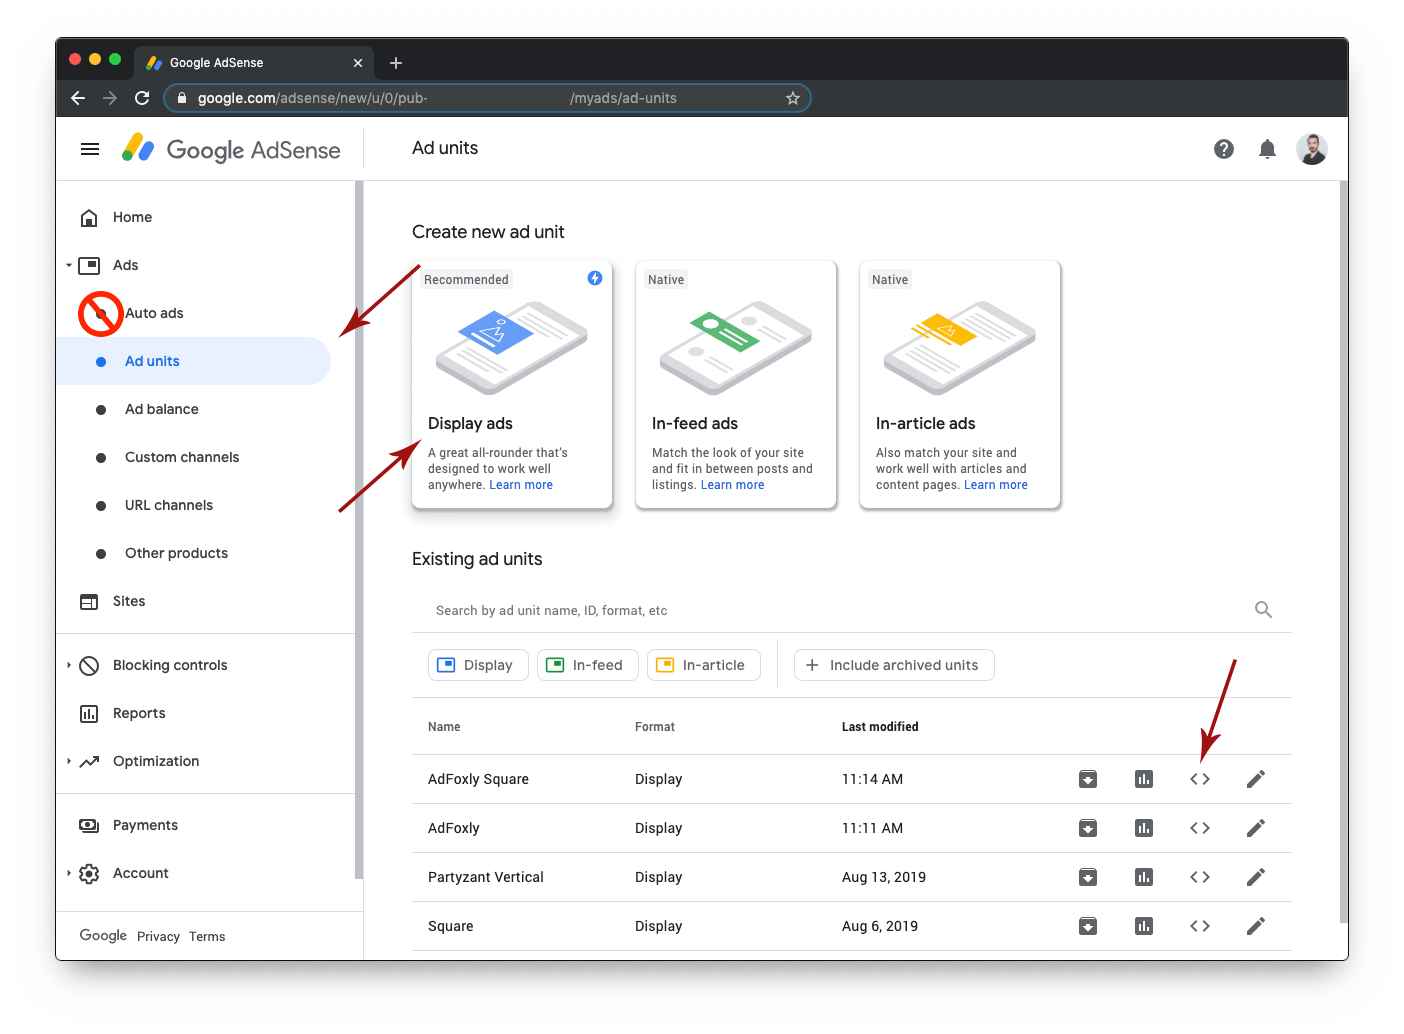 Google AdSense
google.com/adsense/new/u/0/pub- /myads/ad-units
Google AdSense
Ad units
Home
Ads
Auto ads
Ad units
Ad balance
Custom channels
URL channels
Other products
Sites
Blocking controls
Reports
Optimization
Payments
Account
Google Privacy Terms
Create new ad unit
Recommended
Display ads
A great all-rounder that's
designed to work well
anywhere. Learn more
Native
In-feed ads
Match the look of your site
and fit in between posts and
listings. Learn more
Native
In-article ads
Also match your site and
work well with articles and
content pages. Learn more
Existing ad units
Search by ad unit name, ID, format, etc
Display In-feed In-article + Include archived units
Name Format Last modified
AdFoxly Square Display 11:14 AM
AdFoxly Display 11:11 AM
Partyzant Vertical Display Aug 13, 2019
Square Display Aug 6, 2019